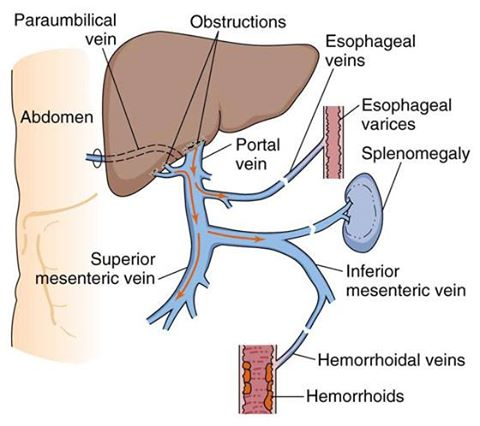 Paraumbilical
vein
Obstructions
Esophageal
veins
Abdomen
Esophageal
varices
Portal
vein
Splenomegaly
Superior
mesenteric vein
Inferior
mesenteric vein
Hemorrhoidal veins
Hemorrhoids